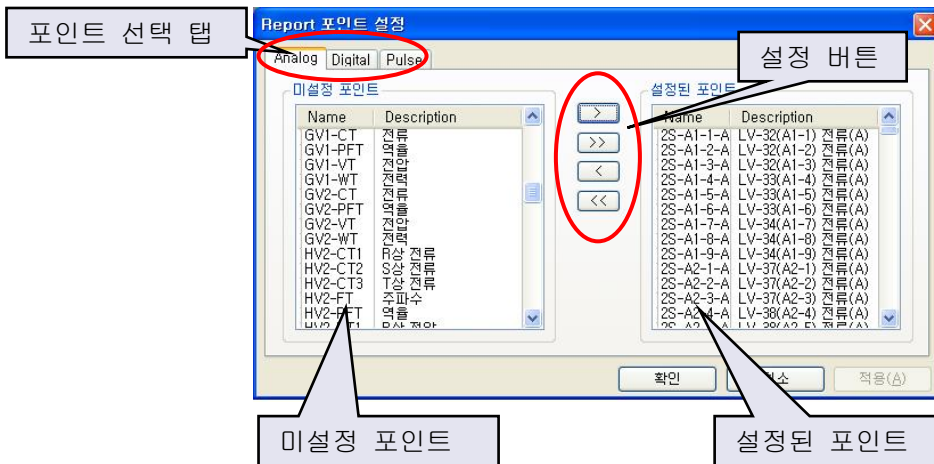 포인트 선택 탭
Report 포인트 설정
Analog Digital Pulse
설정 버튼
미설정 포인트
Name Description
GV1-CT 전류
GV1-PFT 역율
GV1-VT 전압
GV1-WT 전력
GV2-CT 전류
GV2-PFT 역율
GV2-VT 전압
GV2-WT 전력
HV2-CT1 R상 전류
HV2-CT2 S상 전류
HV2-CT3 T상 전류
HV2-FT 주파수
HV2-PFT 역율
>
>>
<
<<
설정된 포인트
Name Description
2S-A1-1-A LV-32(A1-1) 전류(A)
2S-A1-2-A LV-32(A1-2) 전류(A)
2S-A1-3-A LV-32(A1-3) 전류(A)
2S-A1-4-A LV-33(A1-4) 전류(A)
2S-A1-5-A LV-33(A1-5) 전류(A)
2S-A1-6-A LV-33(A1-6) 전류(A)
2S-A1-7-A LV-34(A1-7) 전류(A)
2S-A1-8-A LV-34(A1-8) 전류(A)
2S-A1-9-A LV-34(A1-9) 전류(A)
2S-A2-1-A LV-37(A2-1) 전류(A)
2S-A2-2-A LV-37(A2-2) 전류(A)
2S-A2-3-A LV-37(A2-3) 전류(A)
2S-A2-4-A LV-38(A2-4) 전류(A)
확인 적용(A)
미설정 포인트
설정된 포인트